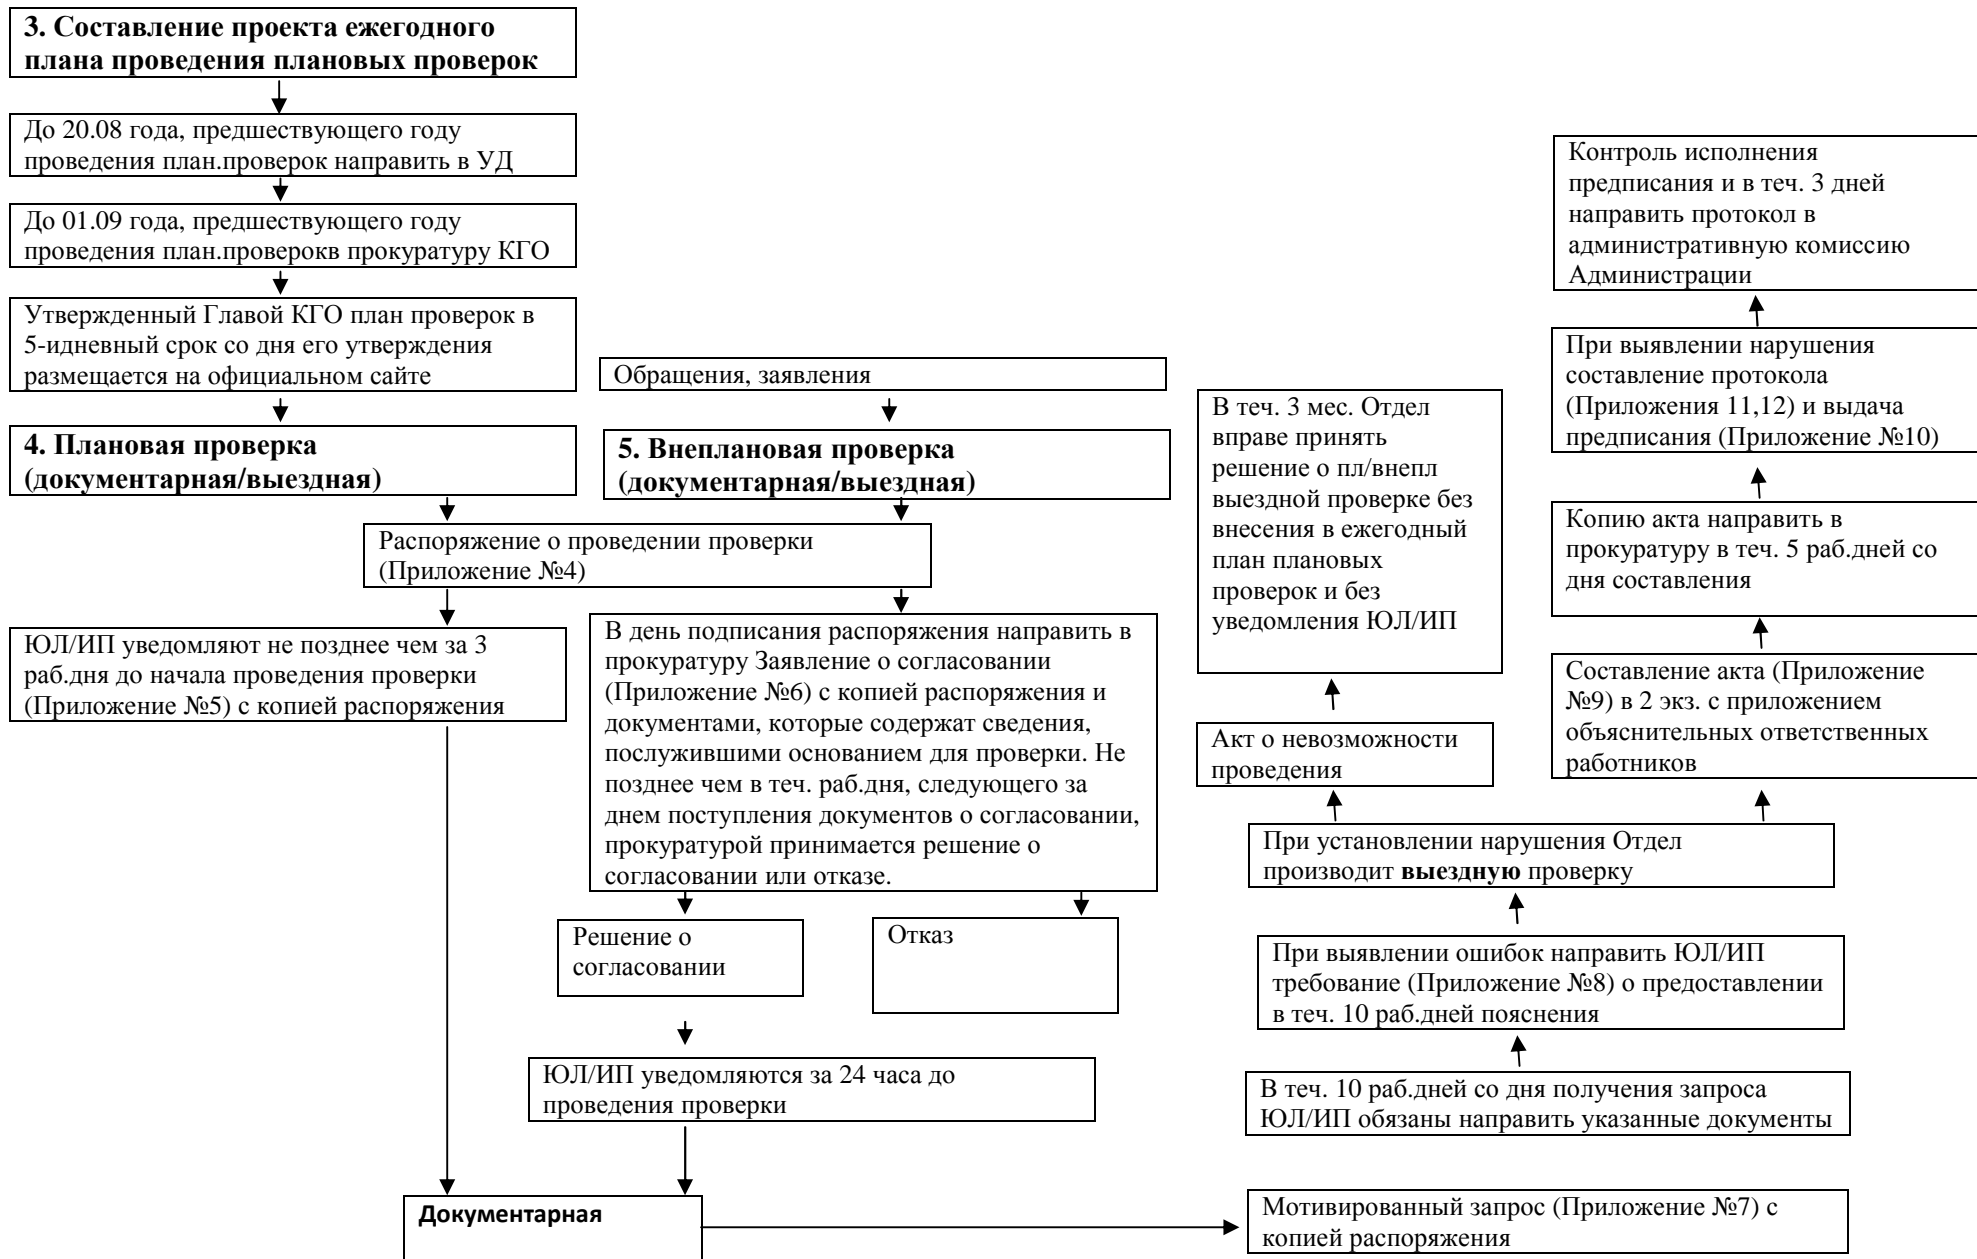 3. Составление проекта ежегодного
плана проведения плановых проверок
До 20.08 года, предшествующего году
проведения план.проверок направить в УД
До 01.09 года, предшествующего году
проведения план.проверокв прокуратуру КГО
Утвержденный Главой КГО план проверок в
5-идневный срок со дня его утверждения
размещается на официальном сайте
4. Плановая проверка
(документарная/выездная)
Обращения, заявления
5. Внеплановая проверка
(документарная/выездная)
Распоряжение о проведении проверки
(Приложение №4)
ЮЛ/ИП уведомляют не позднее чем за 3
раб.дня до начала проведения проверки
(Приложение №5) с копией распоряжения
В день подписания распоряжения направить в
прокуратуру Заявление о согласовании
(Приложение №6) с копией распоряжения и
документами, которые содержат сведения,
послужившими основанием для проверки. Не
позднее чем в теч. раб.дня, следующего за
днем поступления документов о согласовании,
прокуратурой принимается решение о
согласовании или отказе.
Решение о
согласовании
Отказ
ЮЛ/ИП уведомляются за 24 часа до
проведения проверки
Документарная
Мотивированный запрос (Приложение №7) с
копией распоряжения
В теч. 10 раб.дней со дня получения запроса
ЮЛ/ИП обязаны направить указанные документы
При выявлении ошибок направить ЮЛ/ИП
требование (Приложение №8) о предоставлении
в теч. 10 раб.дней пояснения
При установлении нарушения Отдел
производит выездную проверку
Акт о невозможности
проведения
В теч. 3 мес. Отдел
вправе принять
решение о пл/внепл
выездной проверке без
внесения в ежегодный
план плановых
проверок и без
уведомления ЮЛ/ИП
Составление акта (Приложение
№9) в 2 экз. с приложением
объяснительных ответственных
работников
Копию акта направить в
прокуратуру в теч. 5 раб.дней со
дня составления
При выявлении нарушения
составление протокола
(Приложения 11,12) и выдача
предписания (Приложение №10)
Контроль исполнения
предписания и в теч. 3 дней
направить протокол в
административную комиссию
Администрации